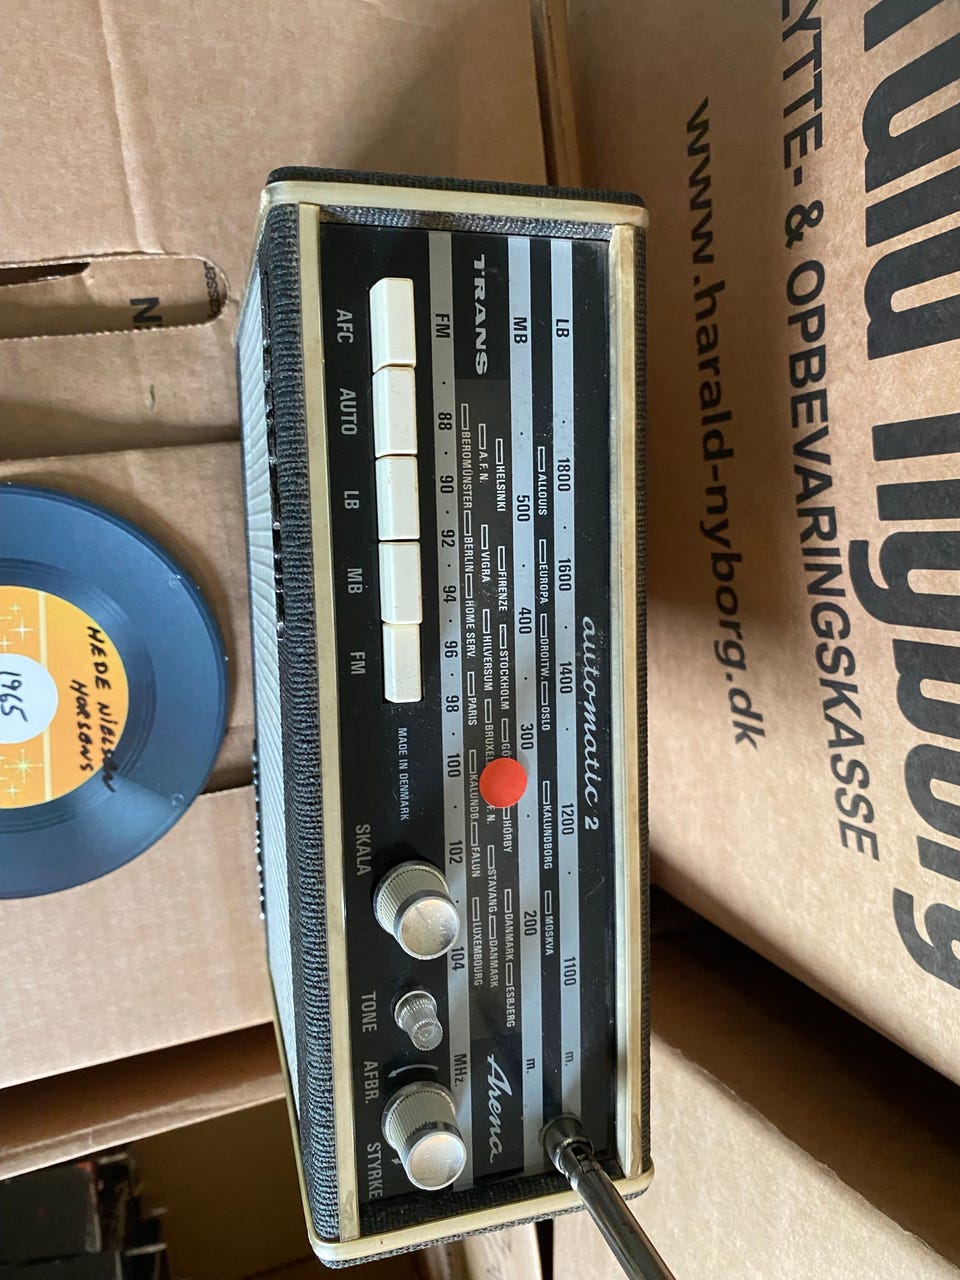 automatic 2
LB 1800 1600 1400 1200 1100 m.
ALLOUIS EUROPA DROITW. OSLO KALUNDBORG MOSKVA
MB 500 400 300 200 m.
HELSINKI FIRENZE STOCKHOLM HÖRBY DANMARK ESBJERG
TRANS A.F.N. VIGRA HILVERSUM STAVANG. DANMARK Arena
BEROMÜNSTER BERLIN HOME SERV. PARIS KALUNDB. FALUN LUXEMBOURG
FM 88 90 92 94 96 98 100 102 104 MHz.
MADE IN DENMARK
AFC AUTO LB MB FM SKALA TONE AFBR. STYRKE
HEDE NIELSEN
HORSENS
1965
Nyborg
YTTE- & OPBEVARINGSKASSE
www.harald-nyborg.dk